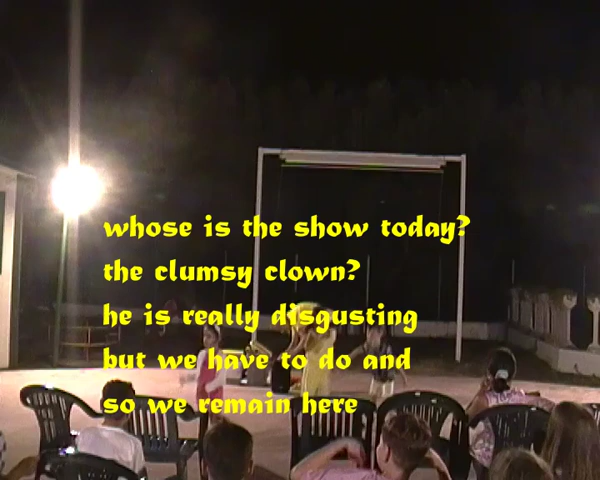 whose is the show today?
the clumsy clown?
he is really disgusting
but we have to do and
so we remain here